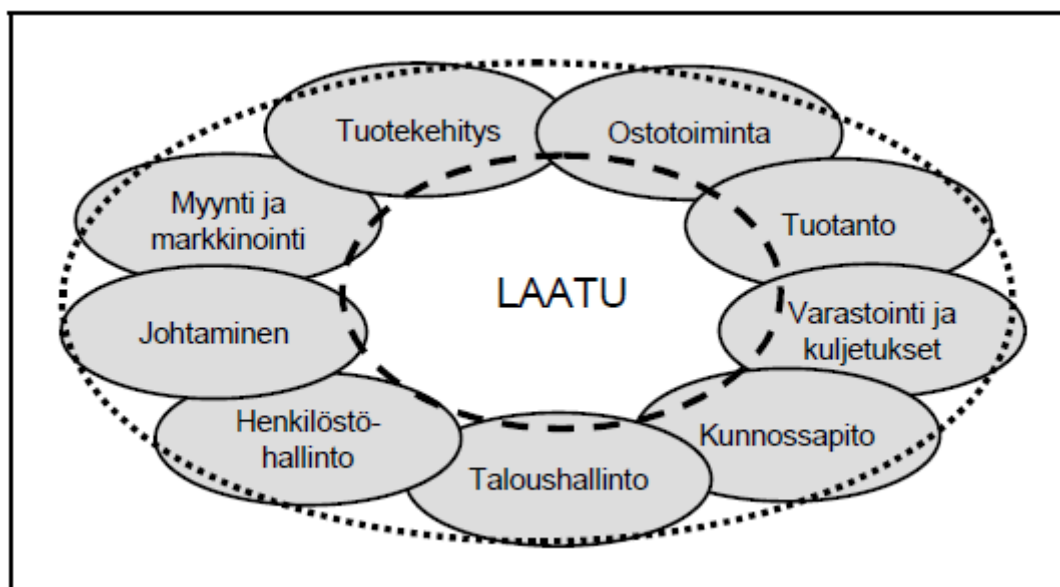 Tuotekehitys
Ostotoiminta
Myynti ja
markkinointi
Tuotanto
LAATU
Johtaminen
Varastointi ja
kuljetukset
Henkilöstö-
hallinto
Kunnossapito
Taloushallinto